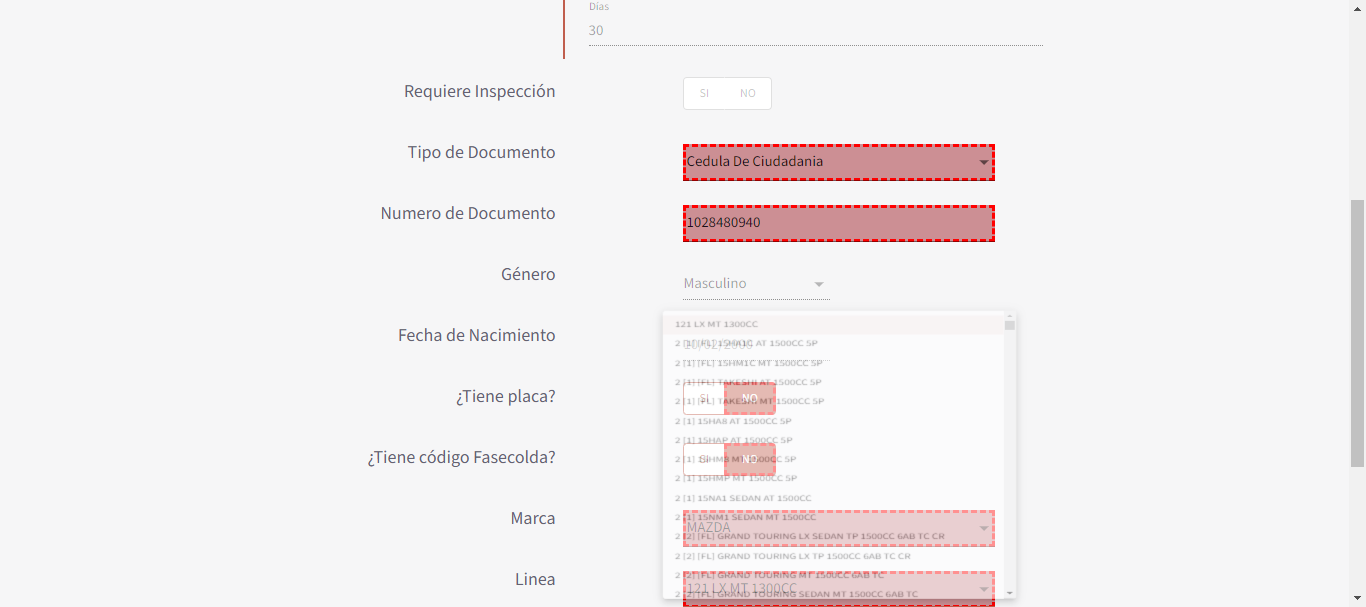 Días
30
Requiere Inspección
SI NO
Tipo de Documento
Cedula De Ciudadania
Numero de Documento
1028480940
Género
Masculino
Fecha de Nacimiento
121 LX MT 1300CC
2 [1] [FL] 15HA1C AT 1500CC 5P
2 [1] [FL] 15HM1C MT 1500CC 5P
2 [1] [FL] TAKESHI AT 1500CC 5P
¿Tiene placa?
SI NO
2 [1] [FL] TAKESHI MT 1500CC 5P
2 [1] 15HA8 AT 1500CC 5P
2 [1] 15HAP AT 1500CC 5P
¿Tiene código Fasecolda?
SI NO
2 [1] 15HM8 MT 1500CC 5P
2 [1] 15HMP MT 1500CC 5P
2 [1] 15NA1 SEDAN AT 1500CC
2 [1] 15NM1 SEDAN MT 1500CC
Marca
MAZDA
2 [2] [FL] GRAND TOURING LX SEDAN TP 1500CC 6AB TC CR
2 [2] [FL] GRAND TOURING LX TP 1500CC 6AB TC CR
2 [2] [FL] GRAND TOURING MT 1500CC 6AB TC
Linea
121 LX MT 1300CC
2 [2] [FL] GRAND TOURING SEDAN MT 1500CC 6AB TC